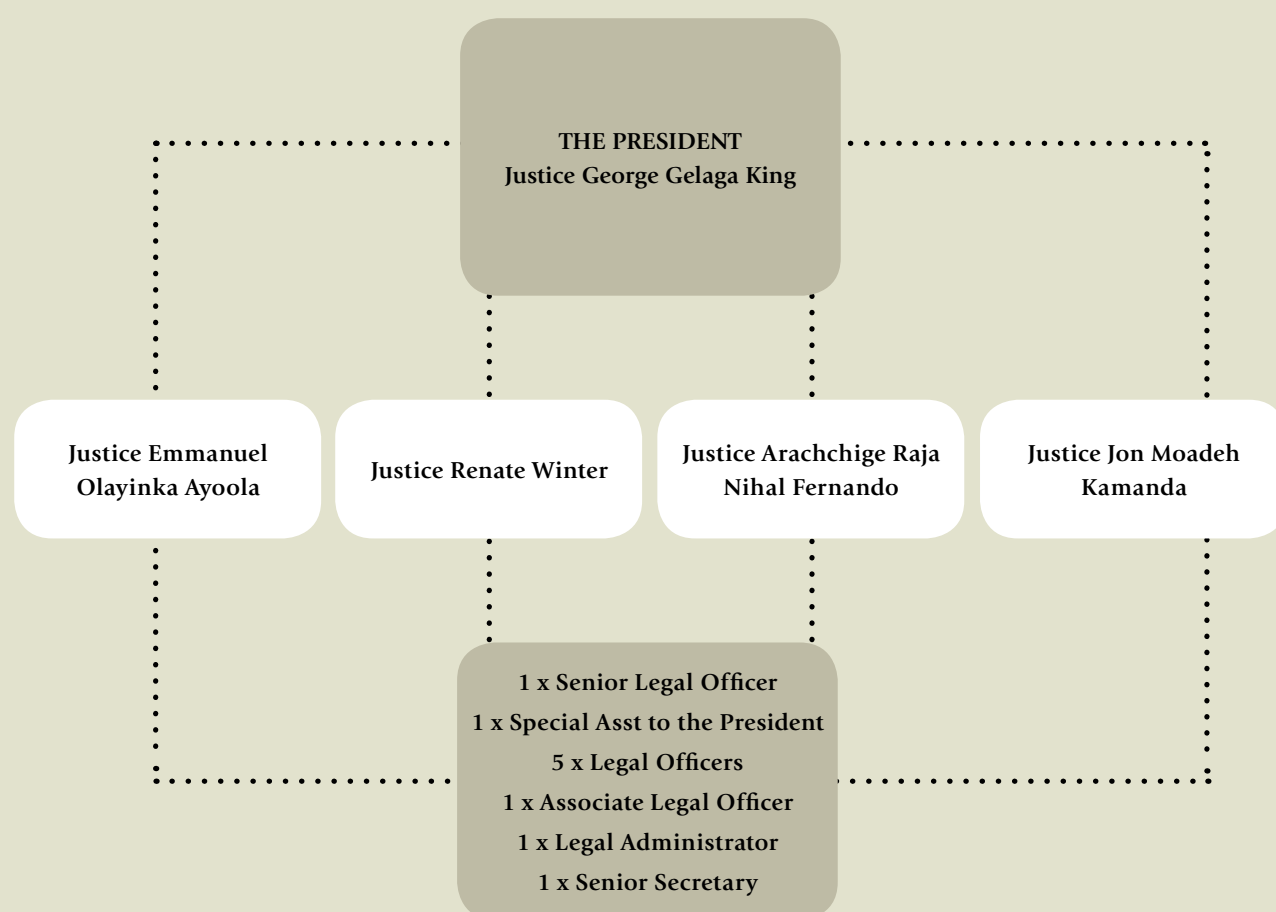 THE PRESIDENT
Justice George Gelaga King
Justice Emmanuel
Olayinka Ayoola
Justice Renate Winter
Justice Arachchige Raja
Nihal Fernando
Justice Jon Moadeh
Kamanda
1 x Senior Legal Officer
1 x Special Asst to the President
5 x Legal Officers
1 x Associate Legal Officer
1 x Legal Administrator
1 x Senior Secretary